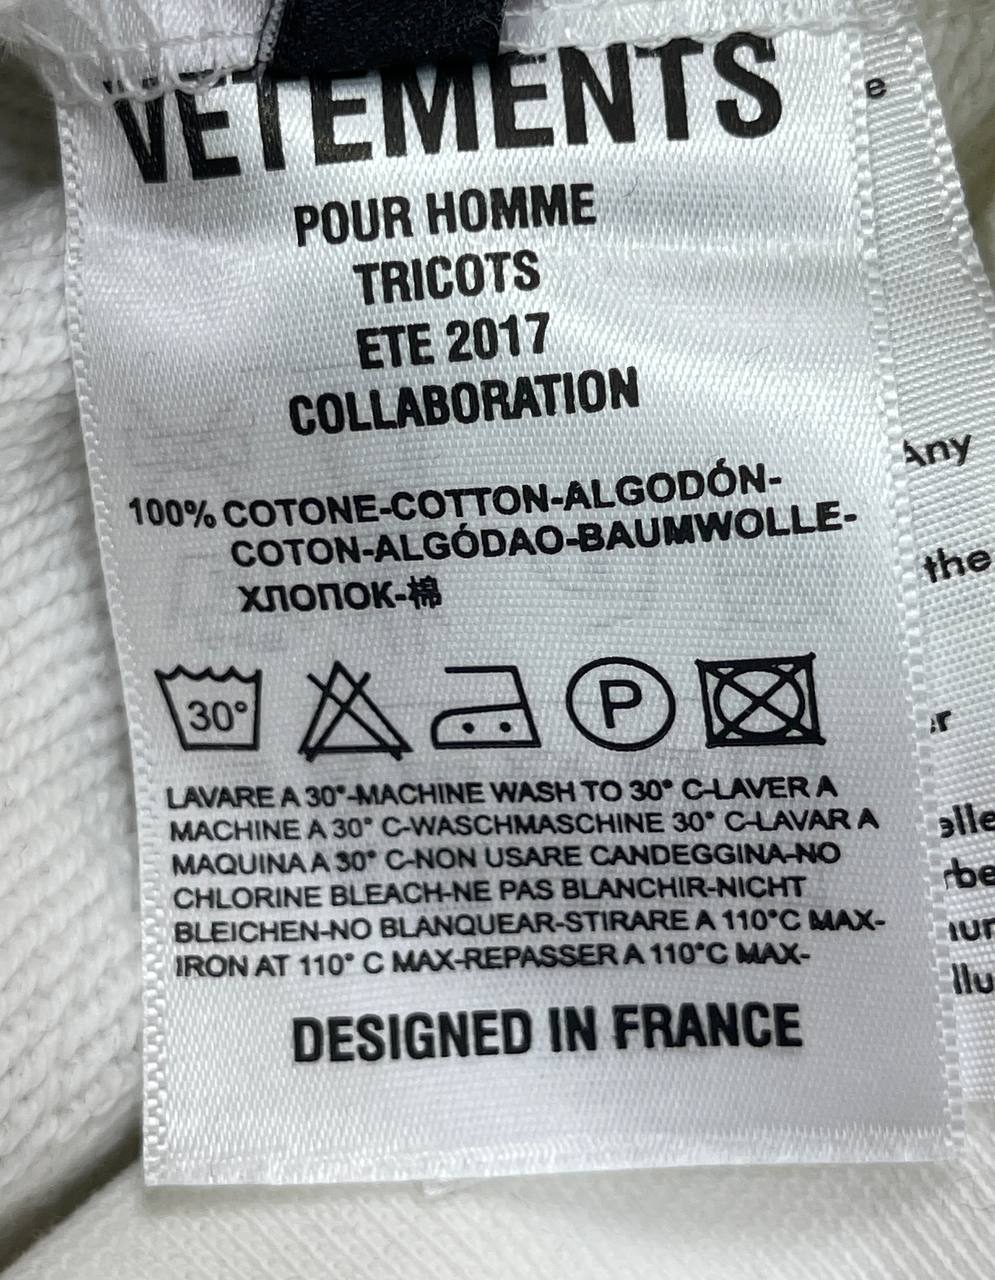 VETEMENTS
POUR HOMME
TRICOTS
ETE 2017
COLLABORATION
100% COTONE-COTTON-ALGODÓN-
COTON-ALGÓDAO-BAUMWOLLE-
ХЛОПОК-棉
30°
P
LAVARE A 30°-MACHINE WASH TO 30° C-LAVER A
MACHINE A 30° C-WASCHMASCHINE 30° C-LAVAR A
MAQUINA A 30° C-NON USARE CANDEGGINA-NO
CHLORINE BLEACH-NE PAS BLANCHIR-NICHT
BLEICHEN-NO BLANQUEAR-STIRARE A 110°C MAX-
IRON AT 110° C MAX-REPASSER A 110°C MAX-
DESIGNED IN FRANCE
Any
the